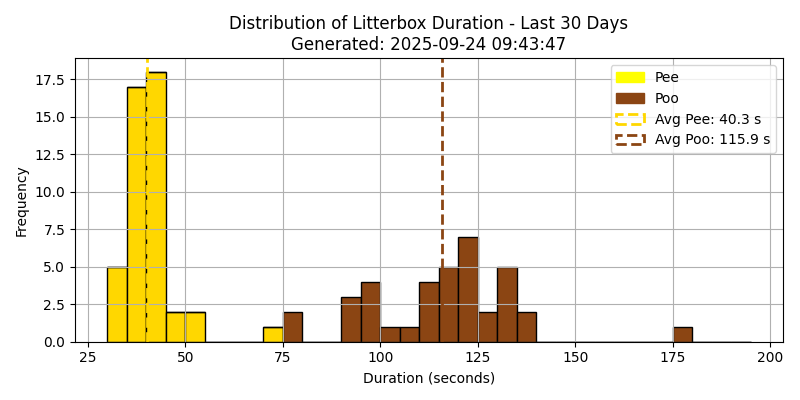 Distribution of Litterbox Duration - Last 30 Days
Generated: 2025-09-24 09:43:47
Pee
Poo
Avg Pee: 40.3 s
Avg Poo: 115.9 s
Frequency
17.5
15.0
12.5
10.0
7.5
5.0
2.5
0.0
25 50 75 100 125 150 175 200
Duration (seconds)